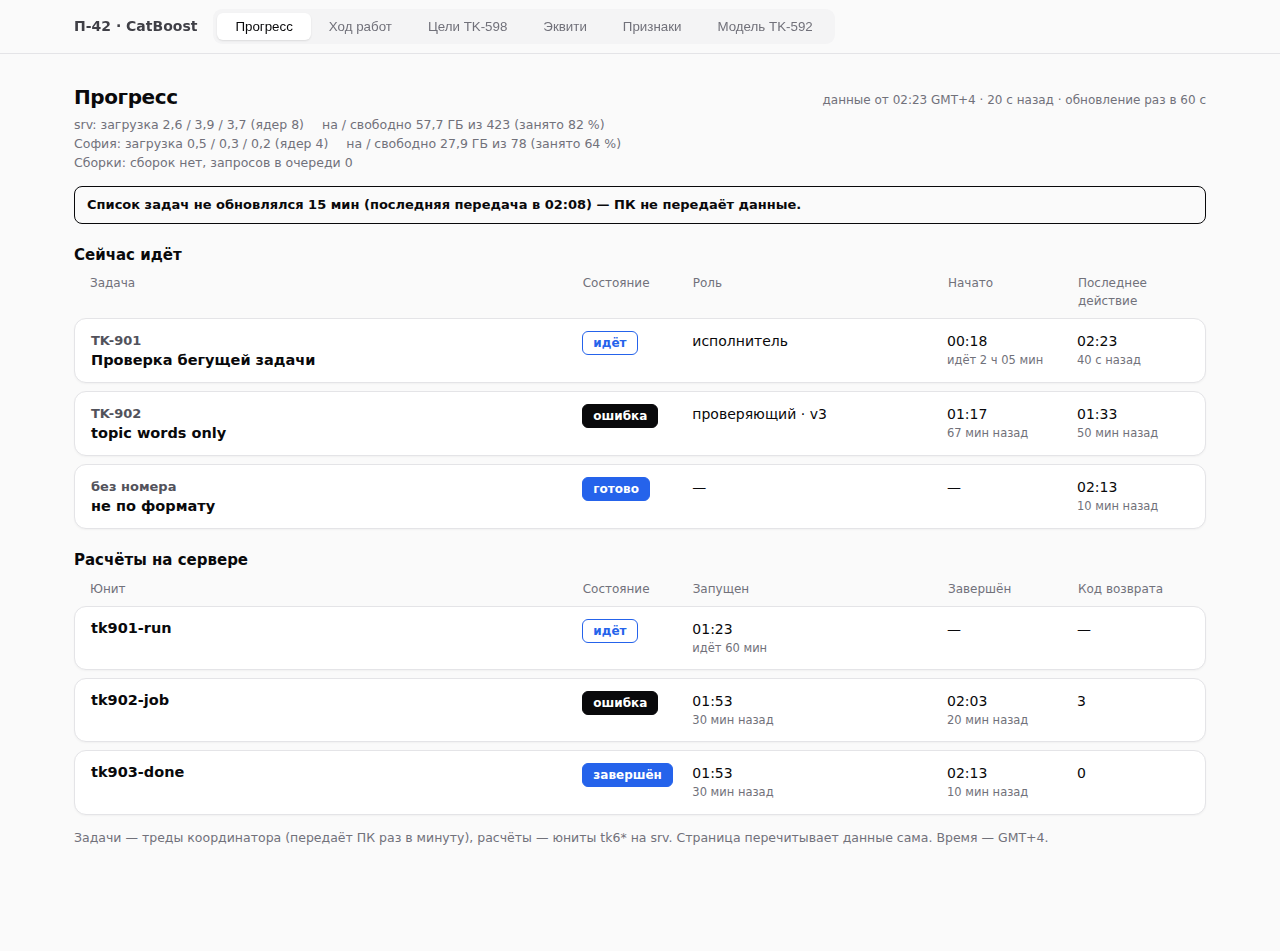 П-42 · CatBoost
Прогресс Ход работ Цели TK-598 Эквити Признаки Модель TK-592
Прогресс
данные от 02:23 GMT+4 · 20 с назад · обновление раз в 60 с
srv: загрузка 2,6 / 3,9 / 3,7 (ядер 8) на / свободно 57,7 ГБ из 423 (занято 82 %)
София: загрузка 0,5 / 0,3 / 0,2 (ядер 4) на / свободно 27,9 ГБ из 78 (занято 64 %)
Сборки: сборок нет, запросов в очереди 0
Список задач не обновлялся 15 мин (последняя передача в 02:08) — ПК не передаёт данные.
Сейчас идёт
Задача Состояние Роль Начато Последнее
действие
TK-901 идёт исполнитель 00:18 02:23
Проверка бегущей задачи идёт 2 ч 05 мин 40 с назад
TK-902 ошибка проверяющий · v3 01:17 01:33
topic words only 67 мин назад 50 мин назад
без номера готово — — 02:13
не по формату 10 мин назад
Расчёты на сервере
Юнит Состояние Запущен Завершён Код возврата
tk901-run идёт 01:23 — —
идёт 60 мин
tk902-job ошибка 01:53 02:03 3
30 мин назад 20 мин назад
tk903-done завершён 01:53 02:13 0
30 мин назад 10 мин назад
Задачи — треды координатора (передаёт ПК раз в минуту), расчёты — юниты tk6* на srv. Страница перечитывает данные сама. Время — GMT+4.